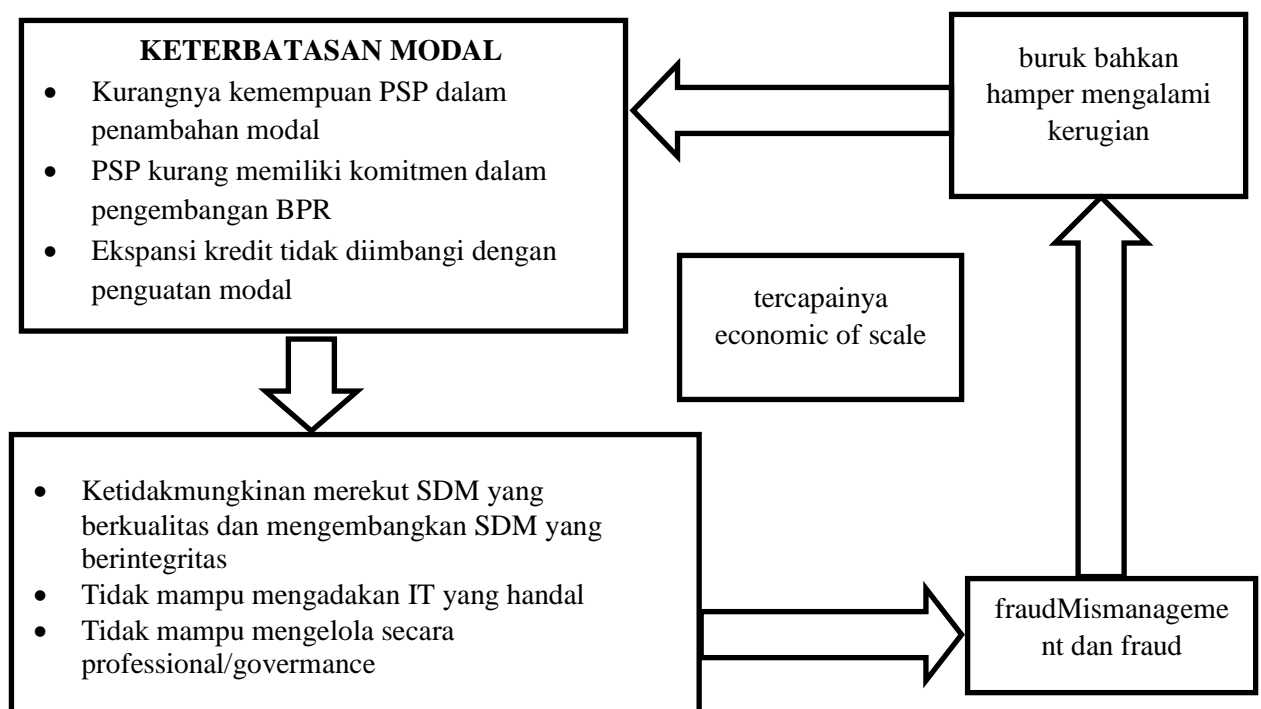 KETERBATASAN MODAL
• Kurangnya kemempuan PSP dalam
penambahan modal
• PSP kurang memiliki komitmen dalam
pengembangan BPR
• Ekspansi kredit tidak diimbangi dengan
penguatan modal
buruk bahkan
hamper mengalami
kerugian
tercapainya
economic of scale
• Ketidakmungkinan merekut SDM yang
berkualitas dan mengembangkan SDM yang
berintegritas
• Tidak mampu mengadakan IT yang handal
• Tidak mampu mengelola secara
professional/govermance
fraudMismanageme
nt dan fraud